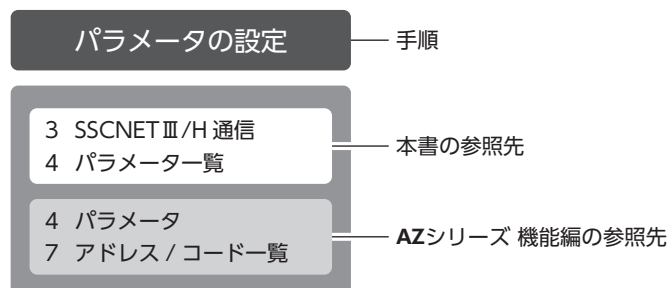 パラメータの設定
手順
3 SSCNETⅢ/H 通信
4 パラメータ一覧
本書の参照先
4 パラメータ
7 アドレス / コード一覧
AZシリーズ 機能編の参照先